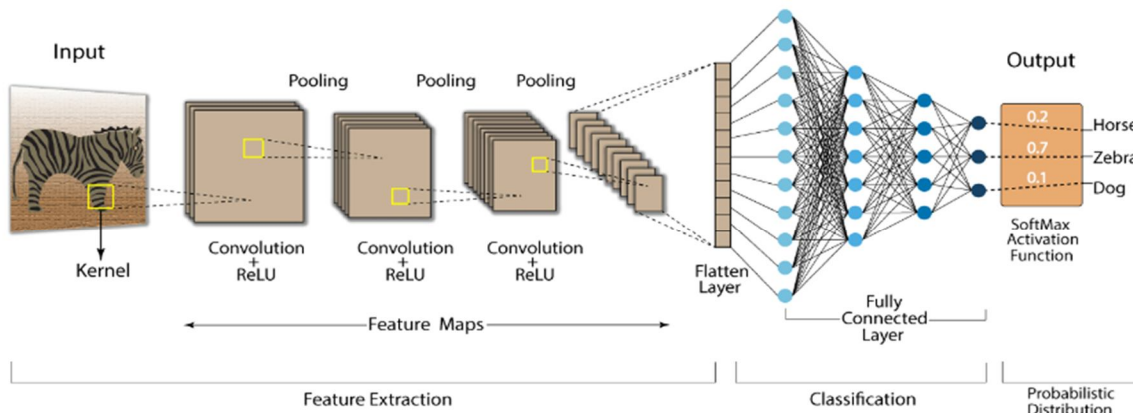 Input
Pooling
Pooling
Pooling
Output
0.2
Horse
0.7
Zebra
0.1
Dog
SoftMax
Activation
Function
Kernel
Convolution
+
ReLU
Convolution
+
ReLU
Convolution
+
ReLU
Flatten
Layer
Fully
Connected
Layer
Feature Maps
Feature Extraction
Classification
Probabilistic
Distribution